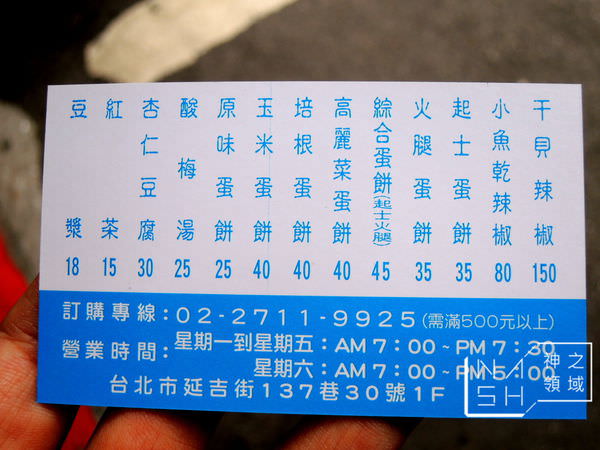 干貝辣椒 150
小魚乾辣椒 80
起士蛋餅 35
火腿蛋餅 35
綜合蛋餅(起士火腿) 45
高麗菜蛋餅 40
培根蛋餅 40
玉米蛋餅 40
原味蛋餅 25
酸梅湯 25
杏仁豆腐 30
紅茶 15
豆漿 18
訂購專線:02-2711-9925(需滿500元以上)
營業時間:星期一到星期五:AM 7:00~PM 7:30
星期六:AM 7:00~PM 5:00
台北市延吉街137巷30號1F
INASH
神之領域